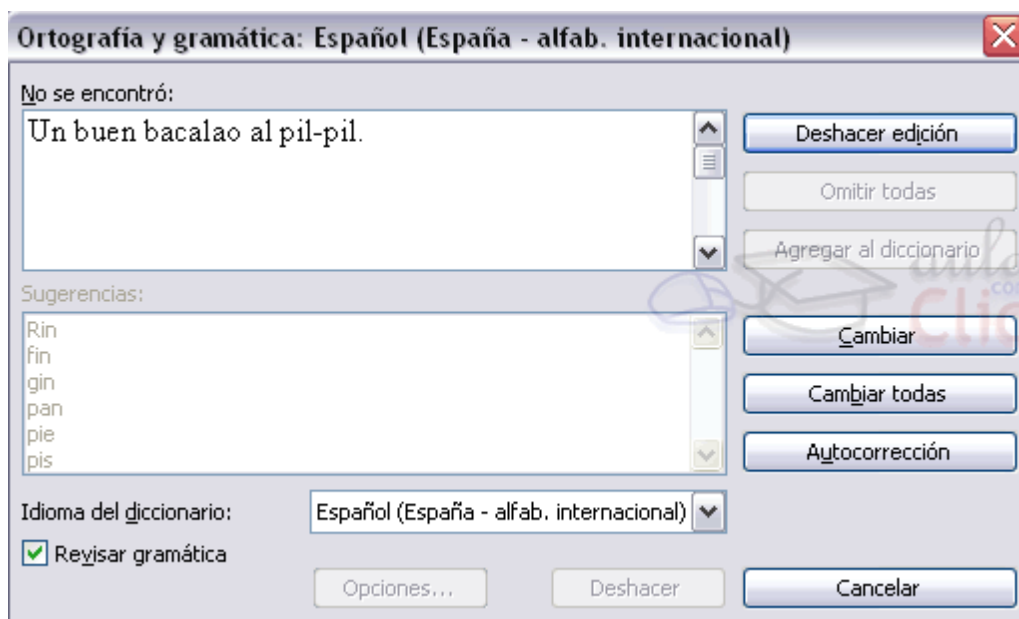 Ortografía y gramática: Español (España - alfab. internacional)
No se encontró:
Un buen bacalao al pil-pil.
Deshacer edición
Omitir todas
Agregar al diccionario
aula
Clic
Sugerencias:
Rin
fin
gin
pan
pie
pis
Cambiar
Cambiar todas
Autocorrección
Idioma del diccionario:
Español (España - alfab. internacional)
Revisar gramática
Opciones...
Deshacer
Cancelar